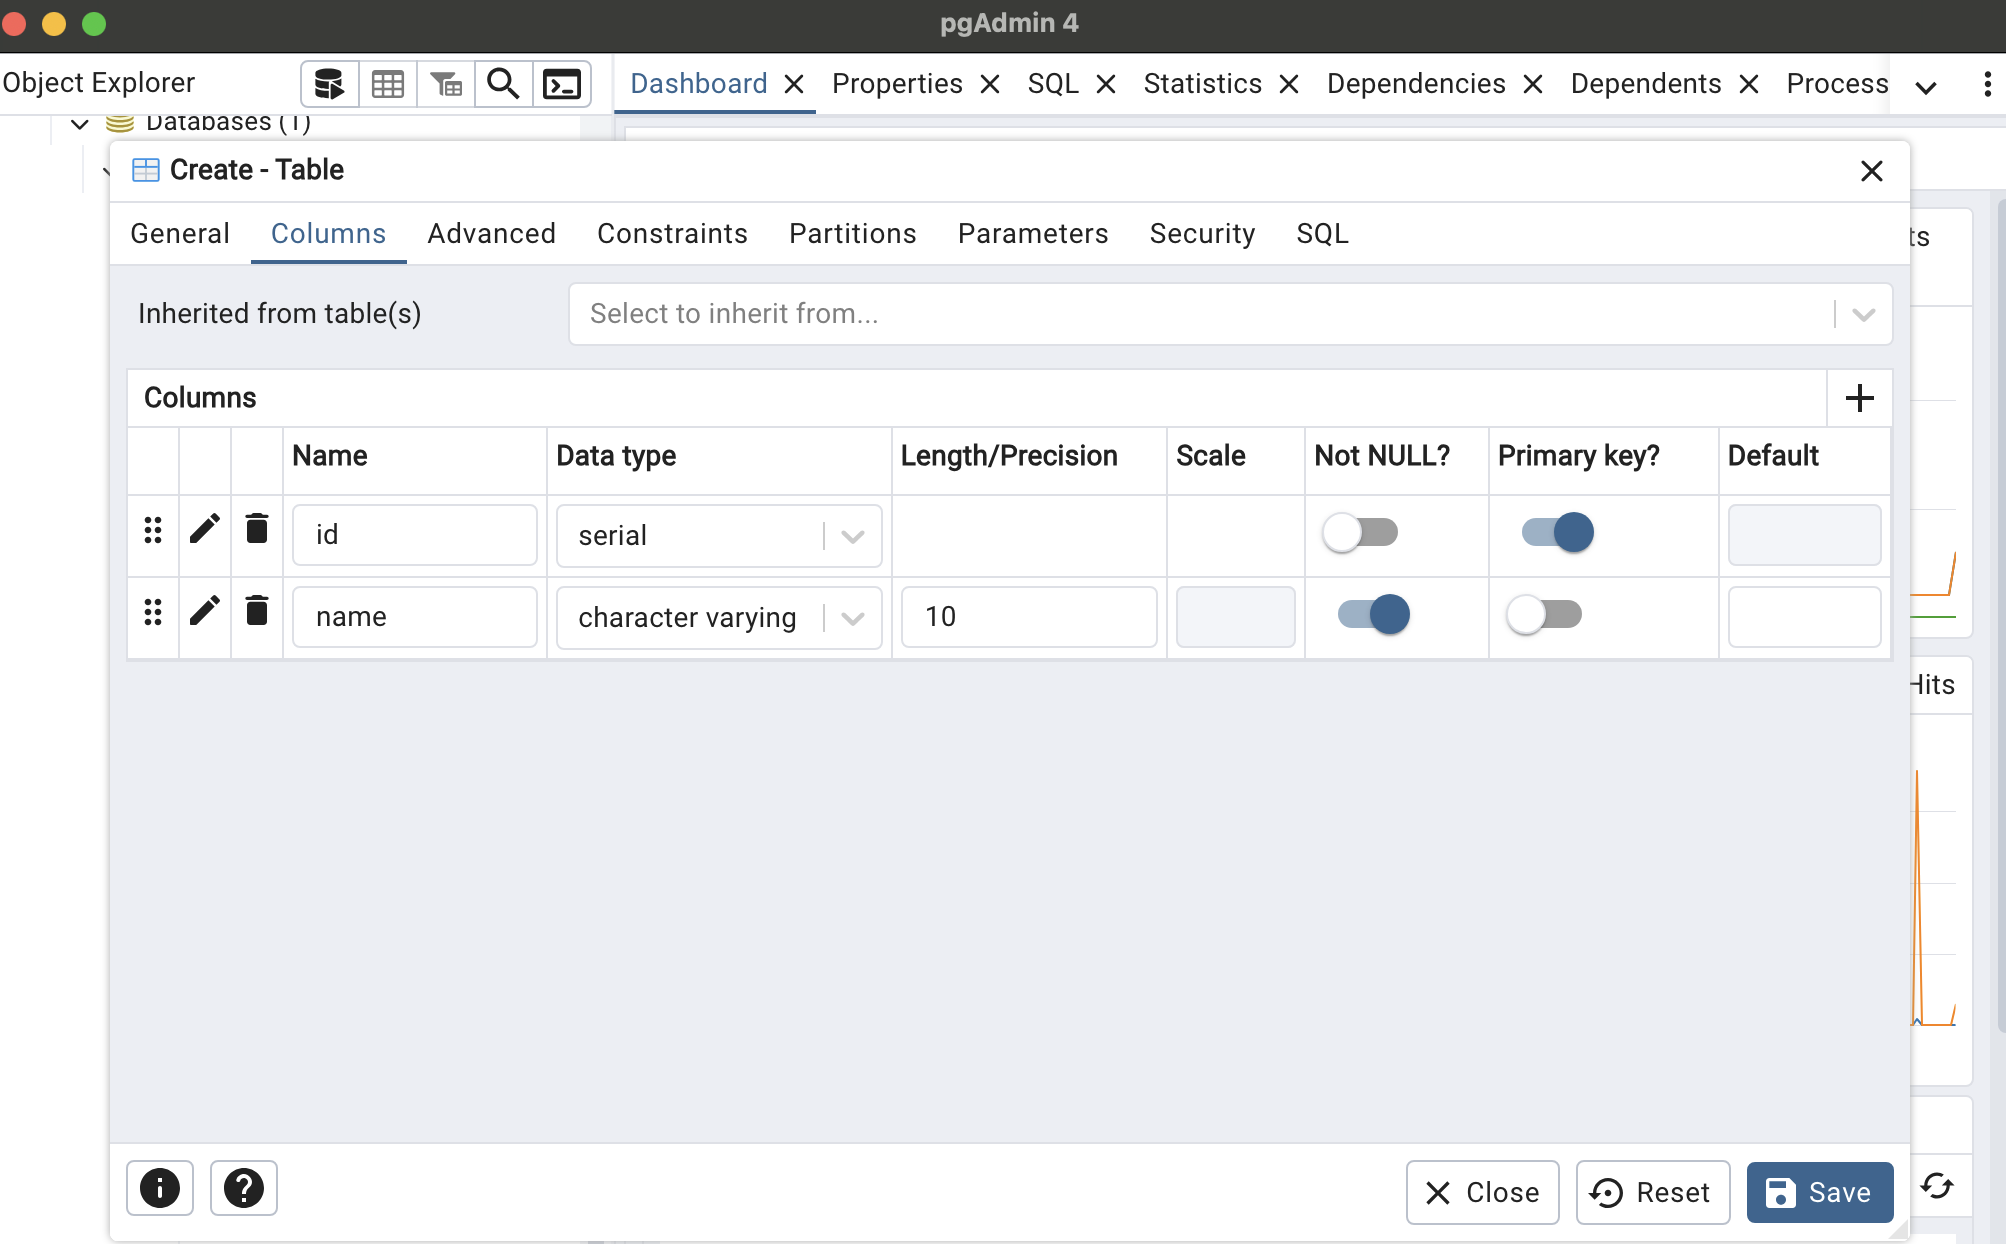 pgAdmin 4
Object Explorer
Dashboard Properties SQL Statistics Dependencies Dependents Process
Databases (1)
Create - Table
General Columns Advanced Constraints Partitions Parameters Security SQL
Inherited from table(s) Select to inherit from...
Columns
Name Data type Length/Precision Scale Not NULL? Primary key? Default
id serial
name character varying 10
Hits
Close Reset Save